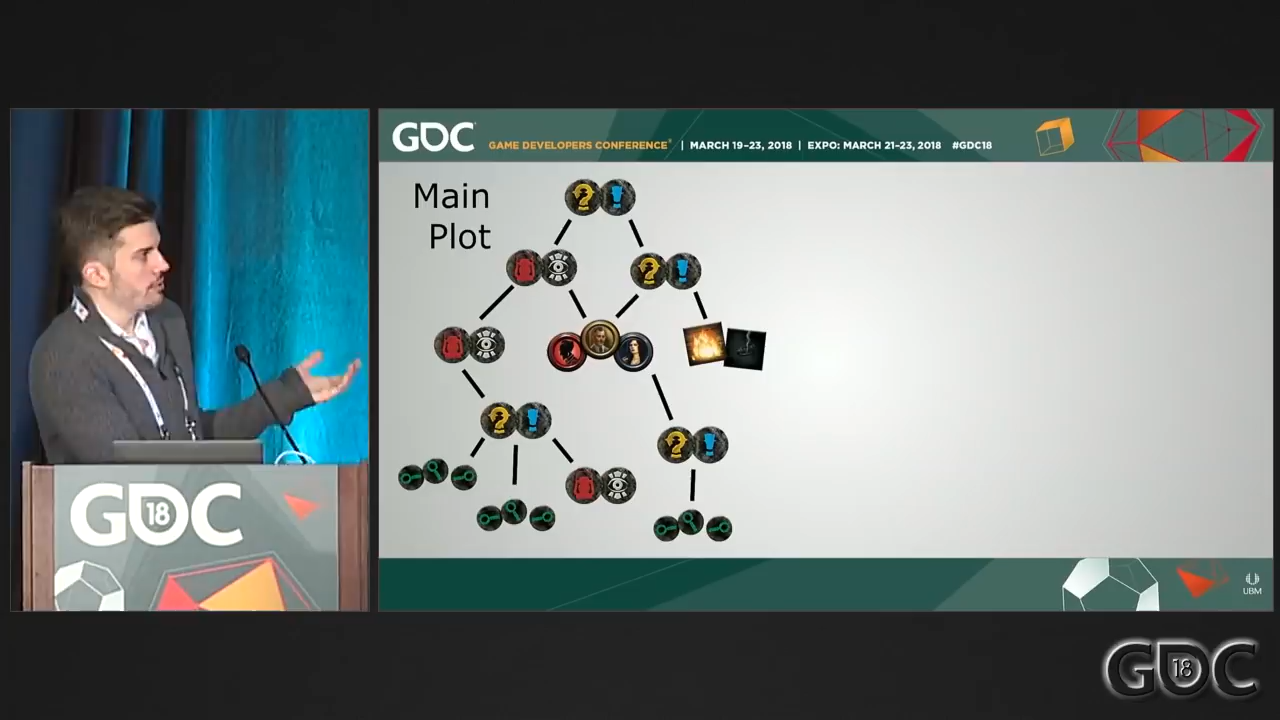 GDC
GAME DEVELOPERS CONFERENCE® | MARCH 19–23, 2018 | EXPO: MARCH 21–23, 2018 #GDC18
Main
Plot
GDC
18
UBM
GDC
18